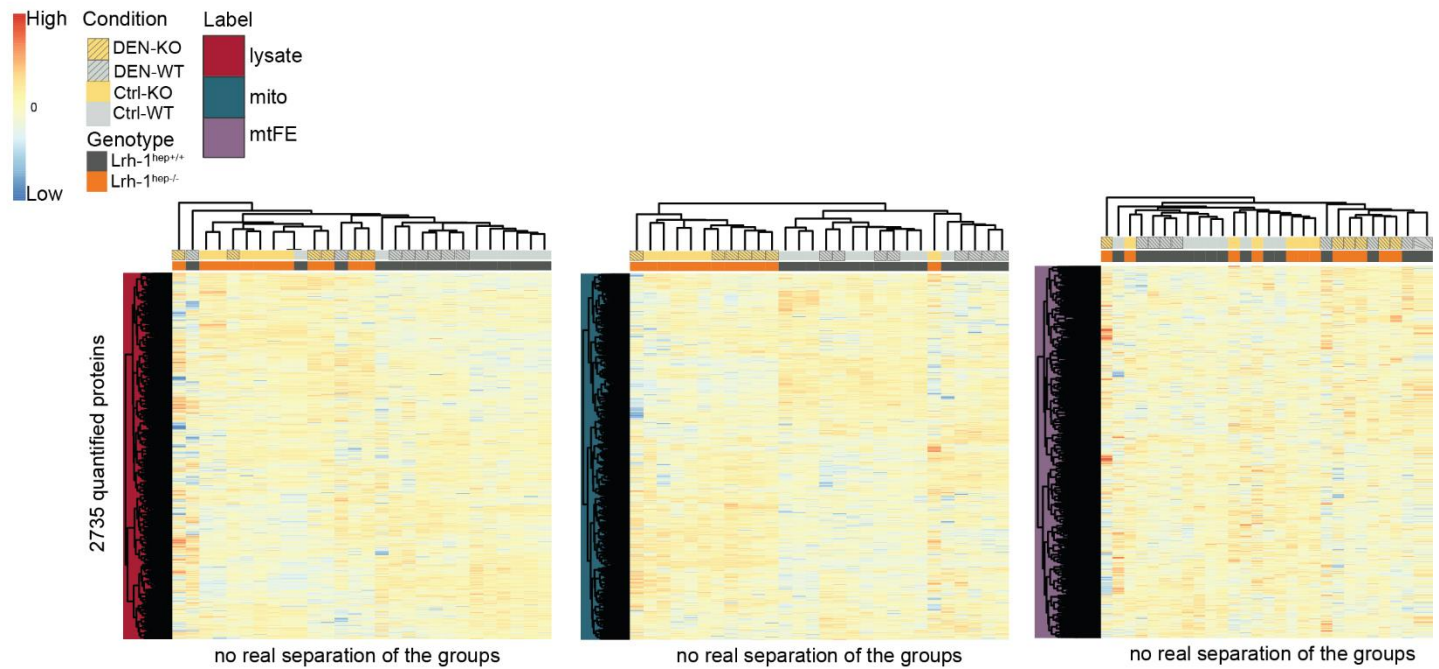 High
0
Low
Condition
DEN-KO
DEN-WT
Ctrl-KO
Ctrl-WT
Genotype
Lrh-1hep+/+
Lrh-1hep-/-
Label
lysate
mito
mtFE
2735 quantified proteins
no real separation of the groups
no real separation of the groups
no real separation of the groups